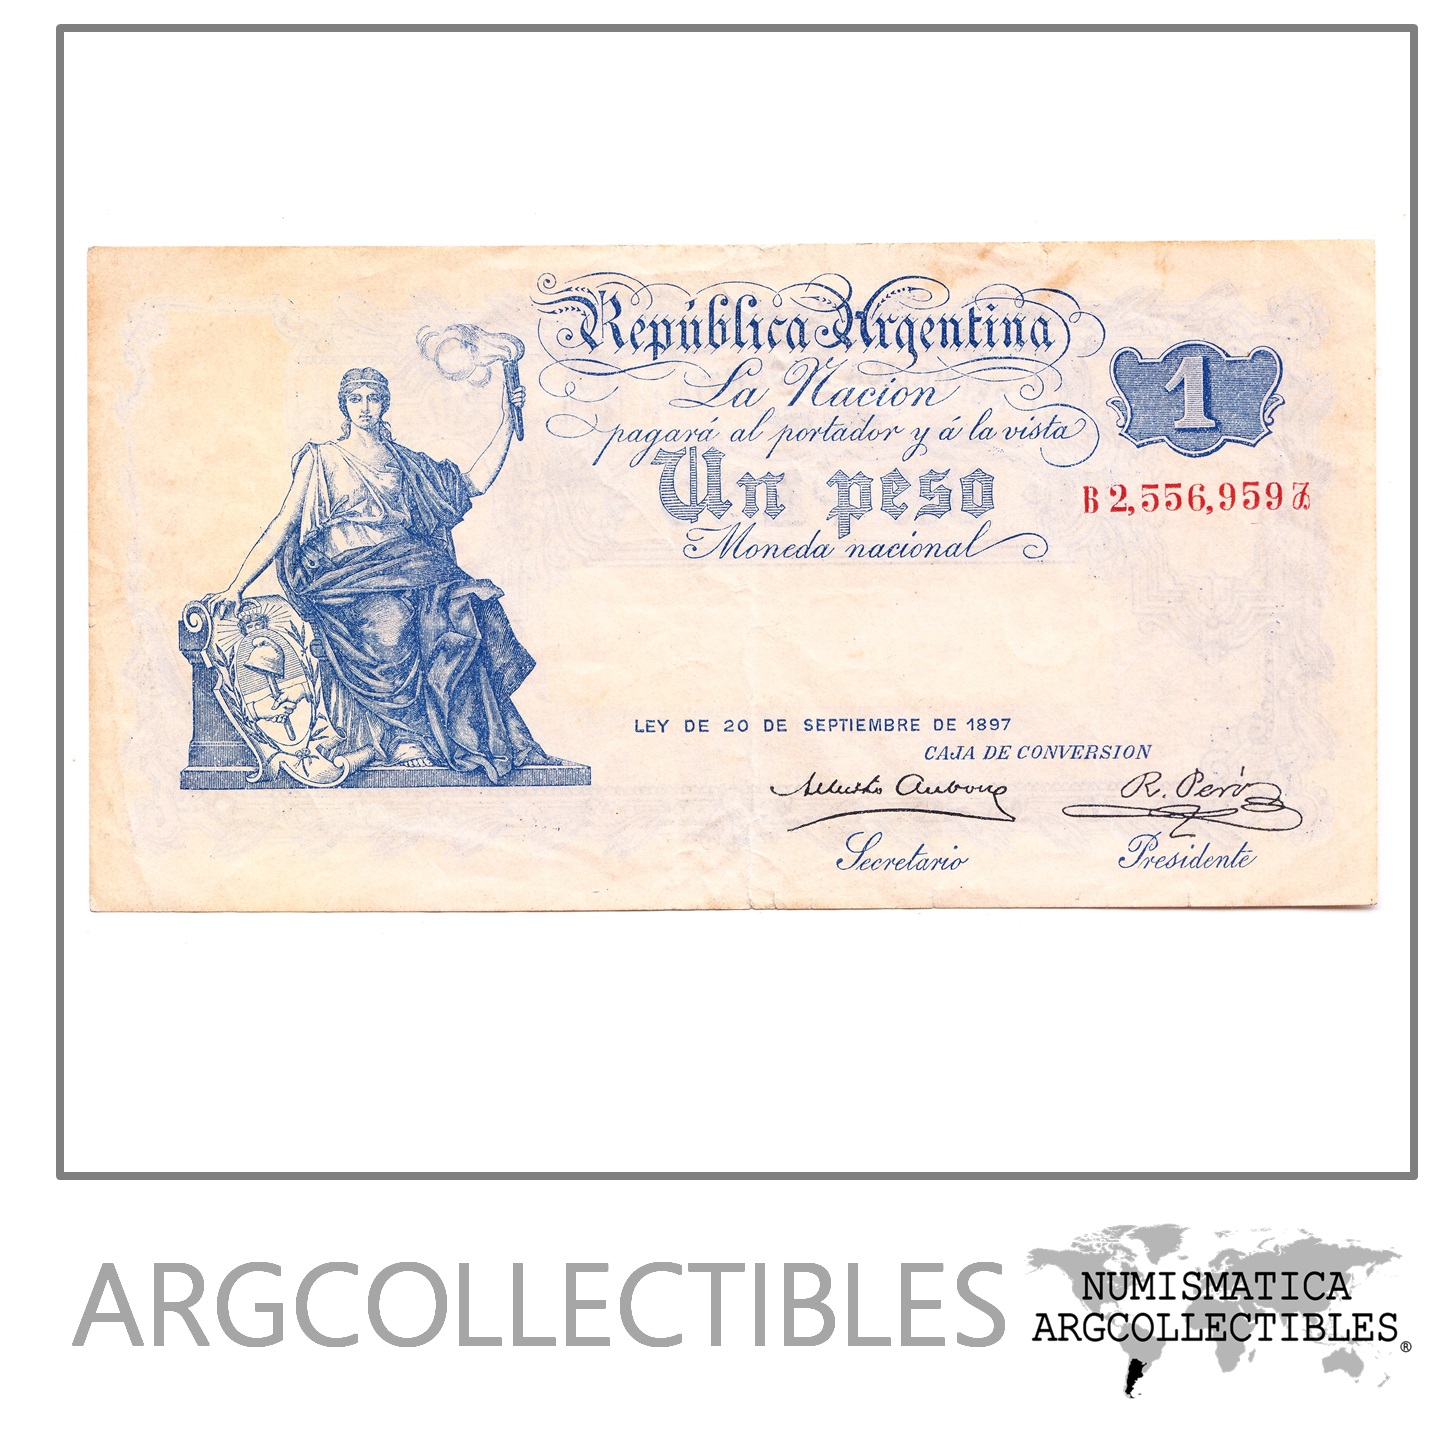 República Argentina
La Nacion
pagará al portador y á la vista
Un peso
Moneda nacional
1
B 2,556,959
LEY DE 20 DE SEPTIEMBRE DE 1897
CAJA DE CONVERSION
R. Peró
Secretario
Presidente
ARGCOLLECTIBLES
NUMISMATICA
ARGCOLLECTIBLES®